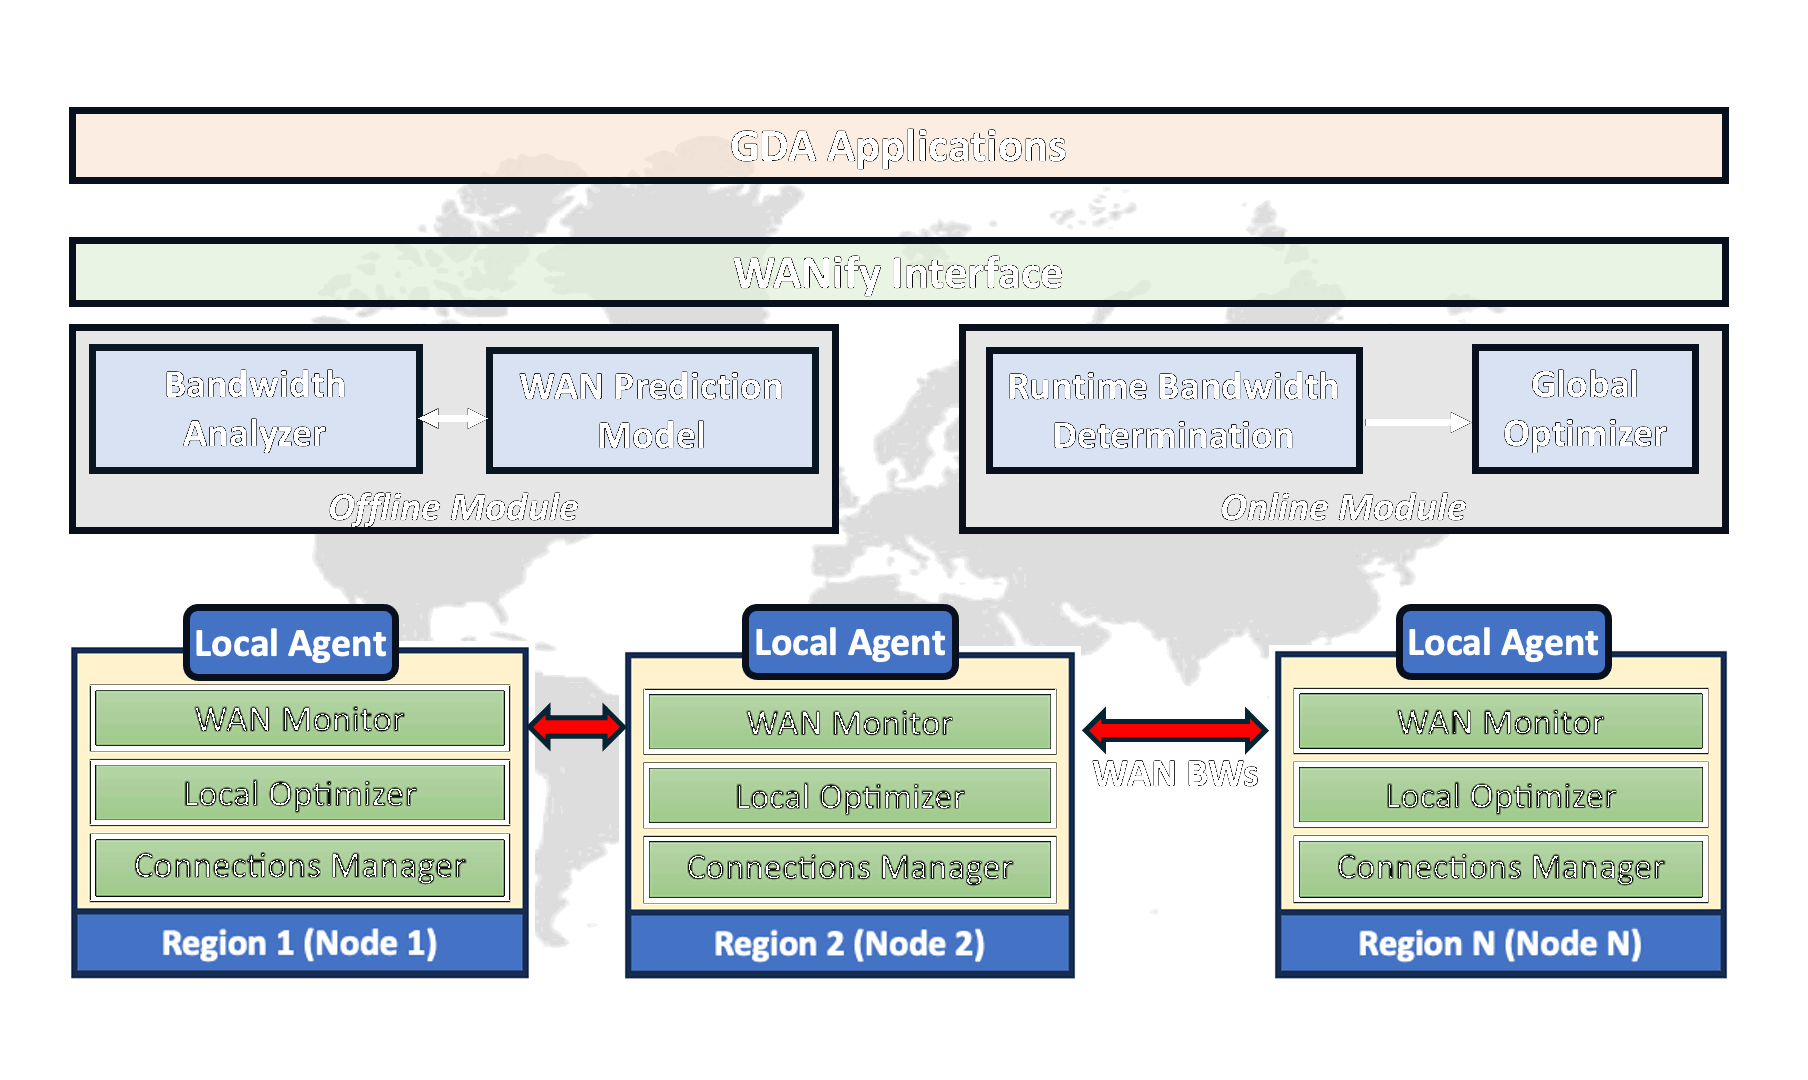 GDA Applications
WANify Interface
Bandwidth
Analyzer
WAN Prediction
Model
Offline Module
Runtime Bandwidth
Determination
Global
Optimizer
Online Module
Local Agent
WAN Monitor
Local Optimizer
Connections Manager
Region 1 (Node 1)
Local Agent
WAN Monitor
Local Optimizer
Connections Manager
Region 2 (Node 2)
WAN BWs
Local Agent
WAN Monitor
Local Optimizer
Connections Manager
Region N (Node N)